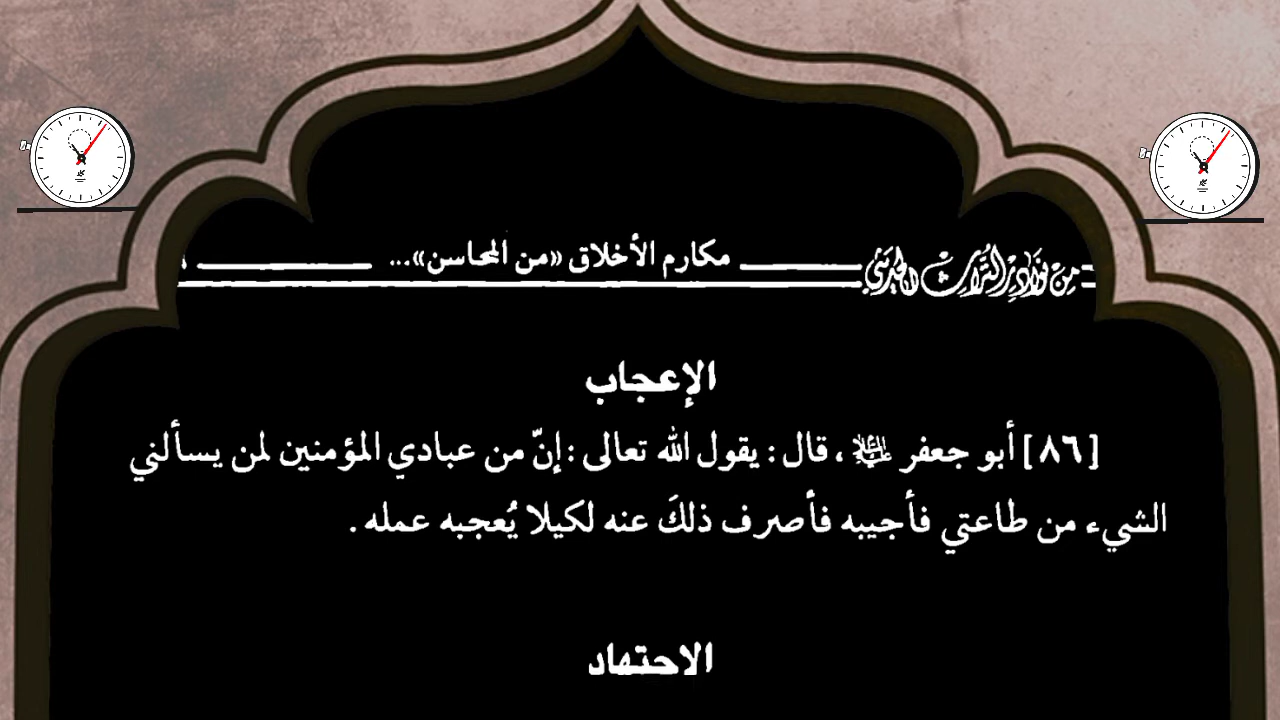 من نوادر التراث الحديثي مكارم الأخلاق «من المحاسن»...
الإعجاب
[٨٦] أبو جعفر عليه السلام، قال: يقول الله تعالى: إنّ من عبادي المؤمنين لمن يسألني
الشيء من طاعتي فأجيبه فأصرف ذلكَ عنه لكيلا يُعجبه عمله.
الاجتهاد